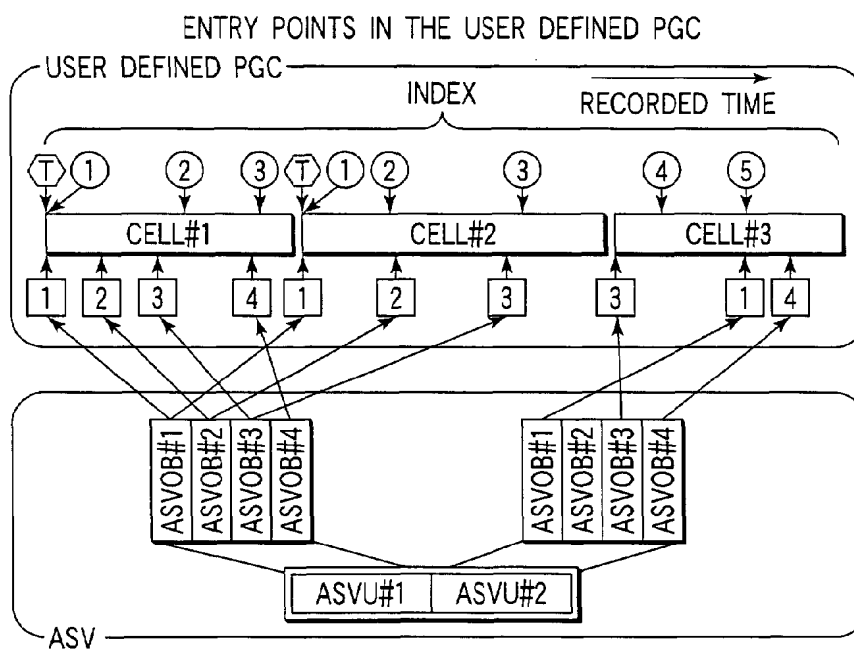 ENTRY POINTS IN THE USER DEFINED PGC
USER DEFINED PGC
INDEX
RECORDED TIME
T 1 2 3 T 1 2 3 4 5
CELL#1 CELL#2 CELL#3
1 2 3 4 1 2 3 3 1 4
ASVOB#1 ASVOB#2 ASVOB#3 ASVOB#4 ASVOB#1 ASVOB#2 ASVOB#3 ASVOB#4
ASVU#1 ASVU#2
ASV